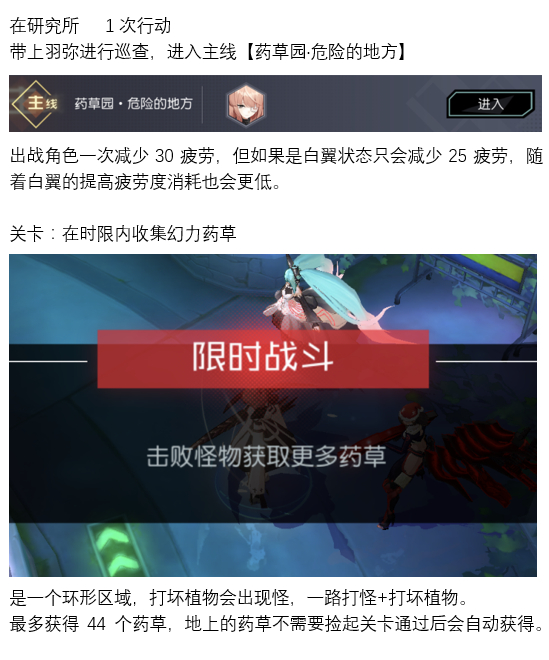 在研究所 1 次行动
带上羽弥进行巡查，进入主线【药草园·危险的地方】
主线 药草园·危险的地方 进入
出战角色一次减少 30 疲劳，但如果是白翼状态只会减少 25 疲劳，随
着白翼的提高疲劳度消耗也会更低。
关卡：在时限内收集幻力药草
限时战斗
击败怪物获取更多药草
是一个环形区域，打坏植物会出现怪，一路打怪+打坏植物。
最多获得 44 个药草，地上的药草不需要捡起关卡通过后会自动获得。